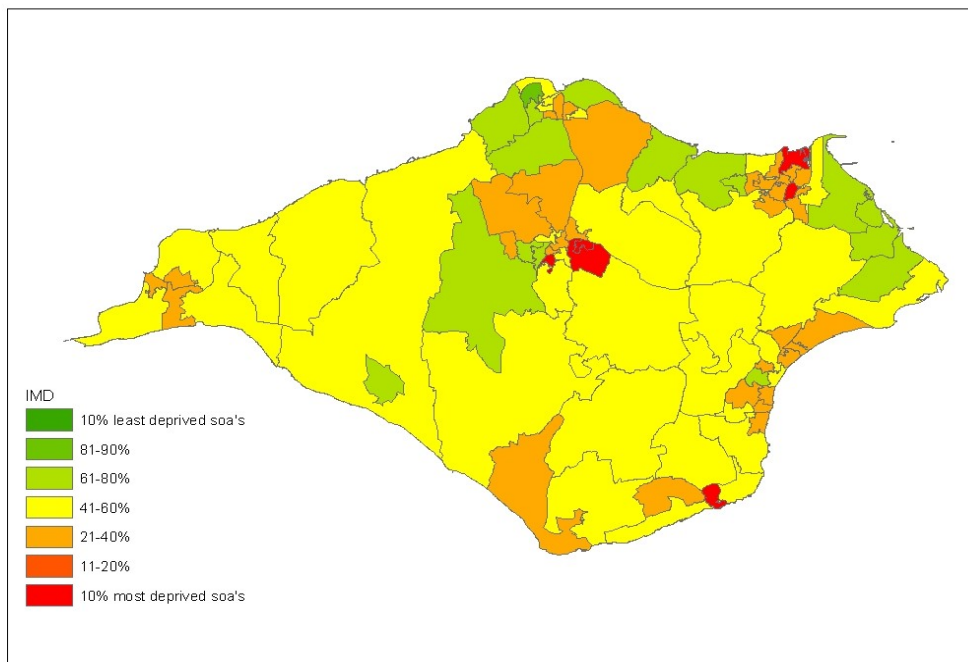 IMD
10% least deprived soa's
81-90%
61-80%
41-60%
21-40%
11-20%
10% most deprived soa's